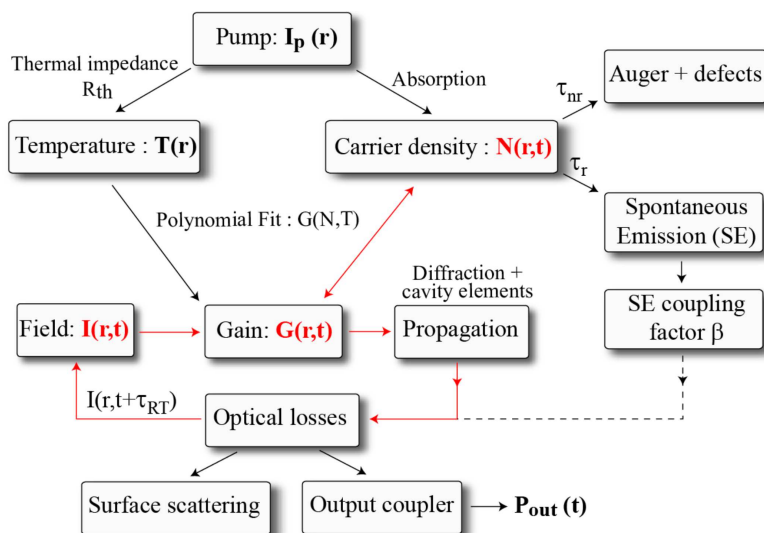 Pump: Ip (r)
Thermal impedance
Rth
Absorption
τnr
Auger + defects
Temperature : T(r)
Carrier density : N(r,t)
τr
Polynomial Fit : G(N,T)
Spontaneous
Emission (SE)
Diffraction +
cavity elements
Field: I(r,t)
Gain: G(r,t)
Propagation
SE coupling
factor β
I(r,t+τRT)
Optical losses
Surface scattering
Output coupler
Pout (t)